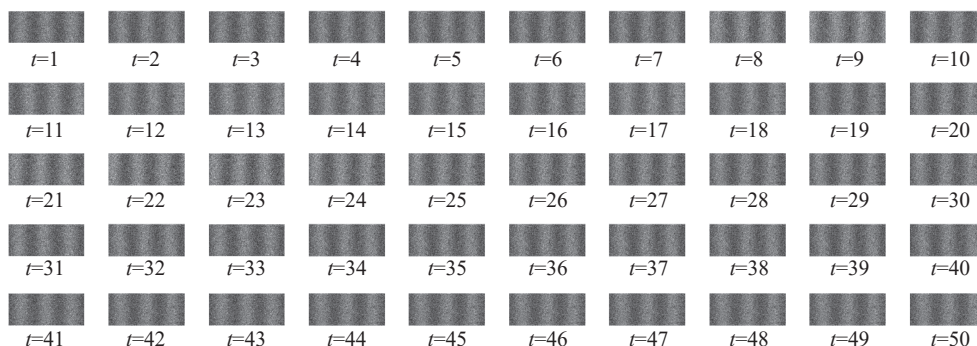 t=1 t=2 t=3 t=4 t=5 t=6 t=7 t=8 t=9 t=10
t=11 t=12 t=13 t=14 t=15 t=16 t=17 t=18 t=19 t=20
t=21 t=22 t=23 t=24 t=25 t=26 t=27 t=28 t=29 t=30
t=31 t=32 t=33 t=34 t=35 t=36 t=37 t=38 t=39 t=40
t=41 t=42 t=43 t=44 t=45 t=46 t=47 t=48 t=49 t=50